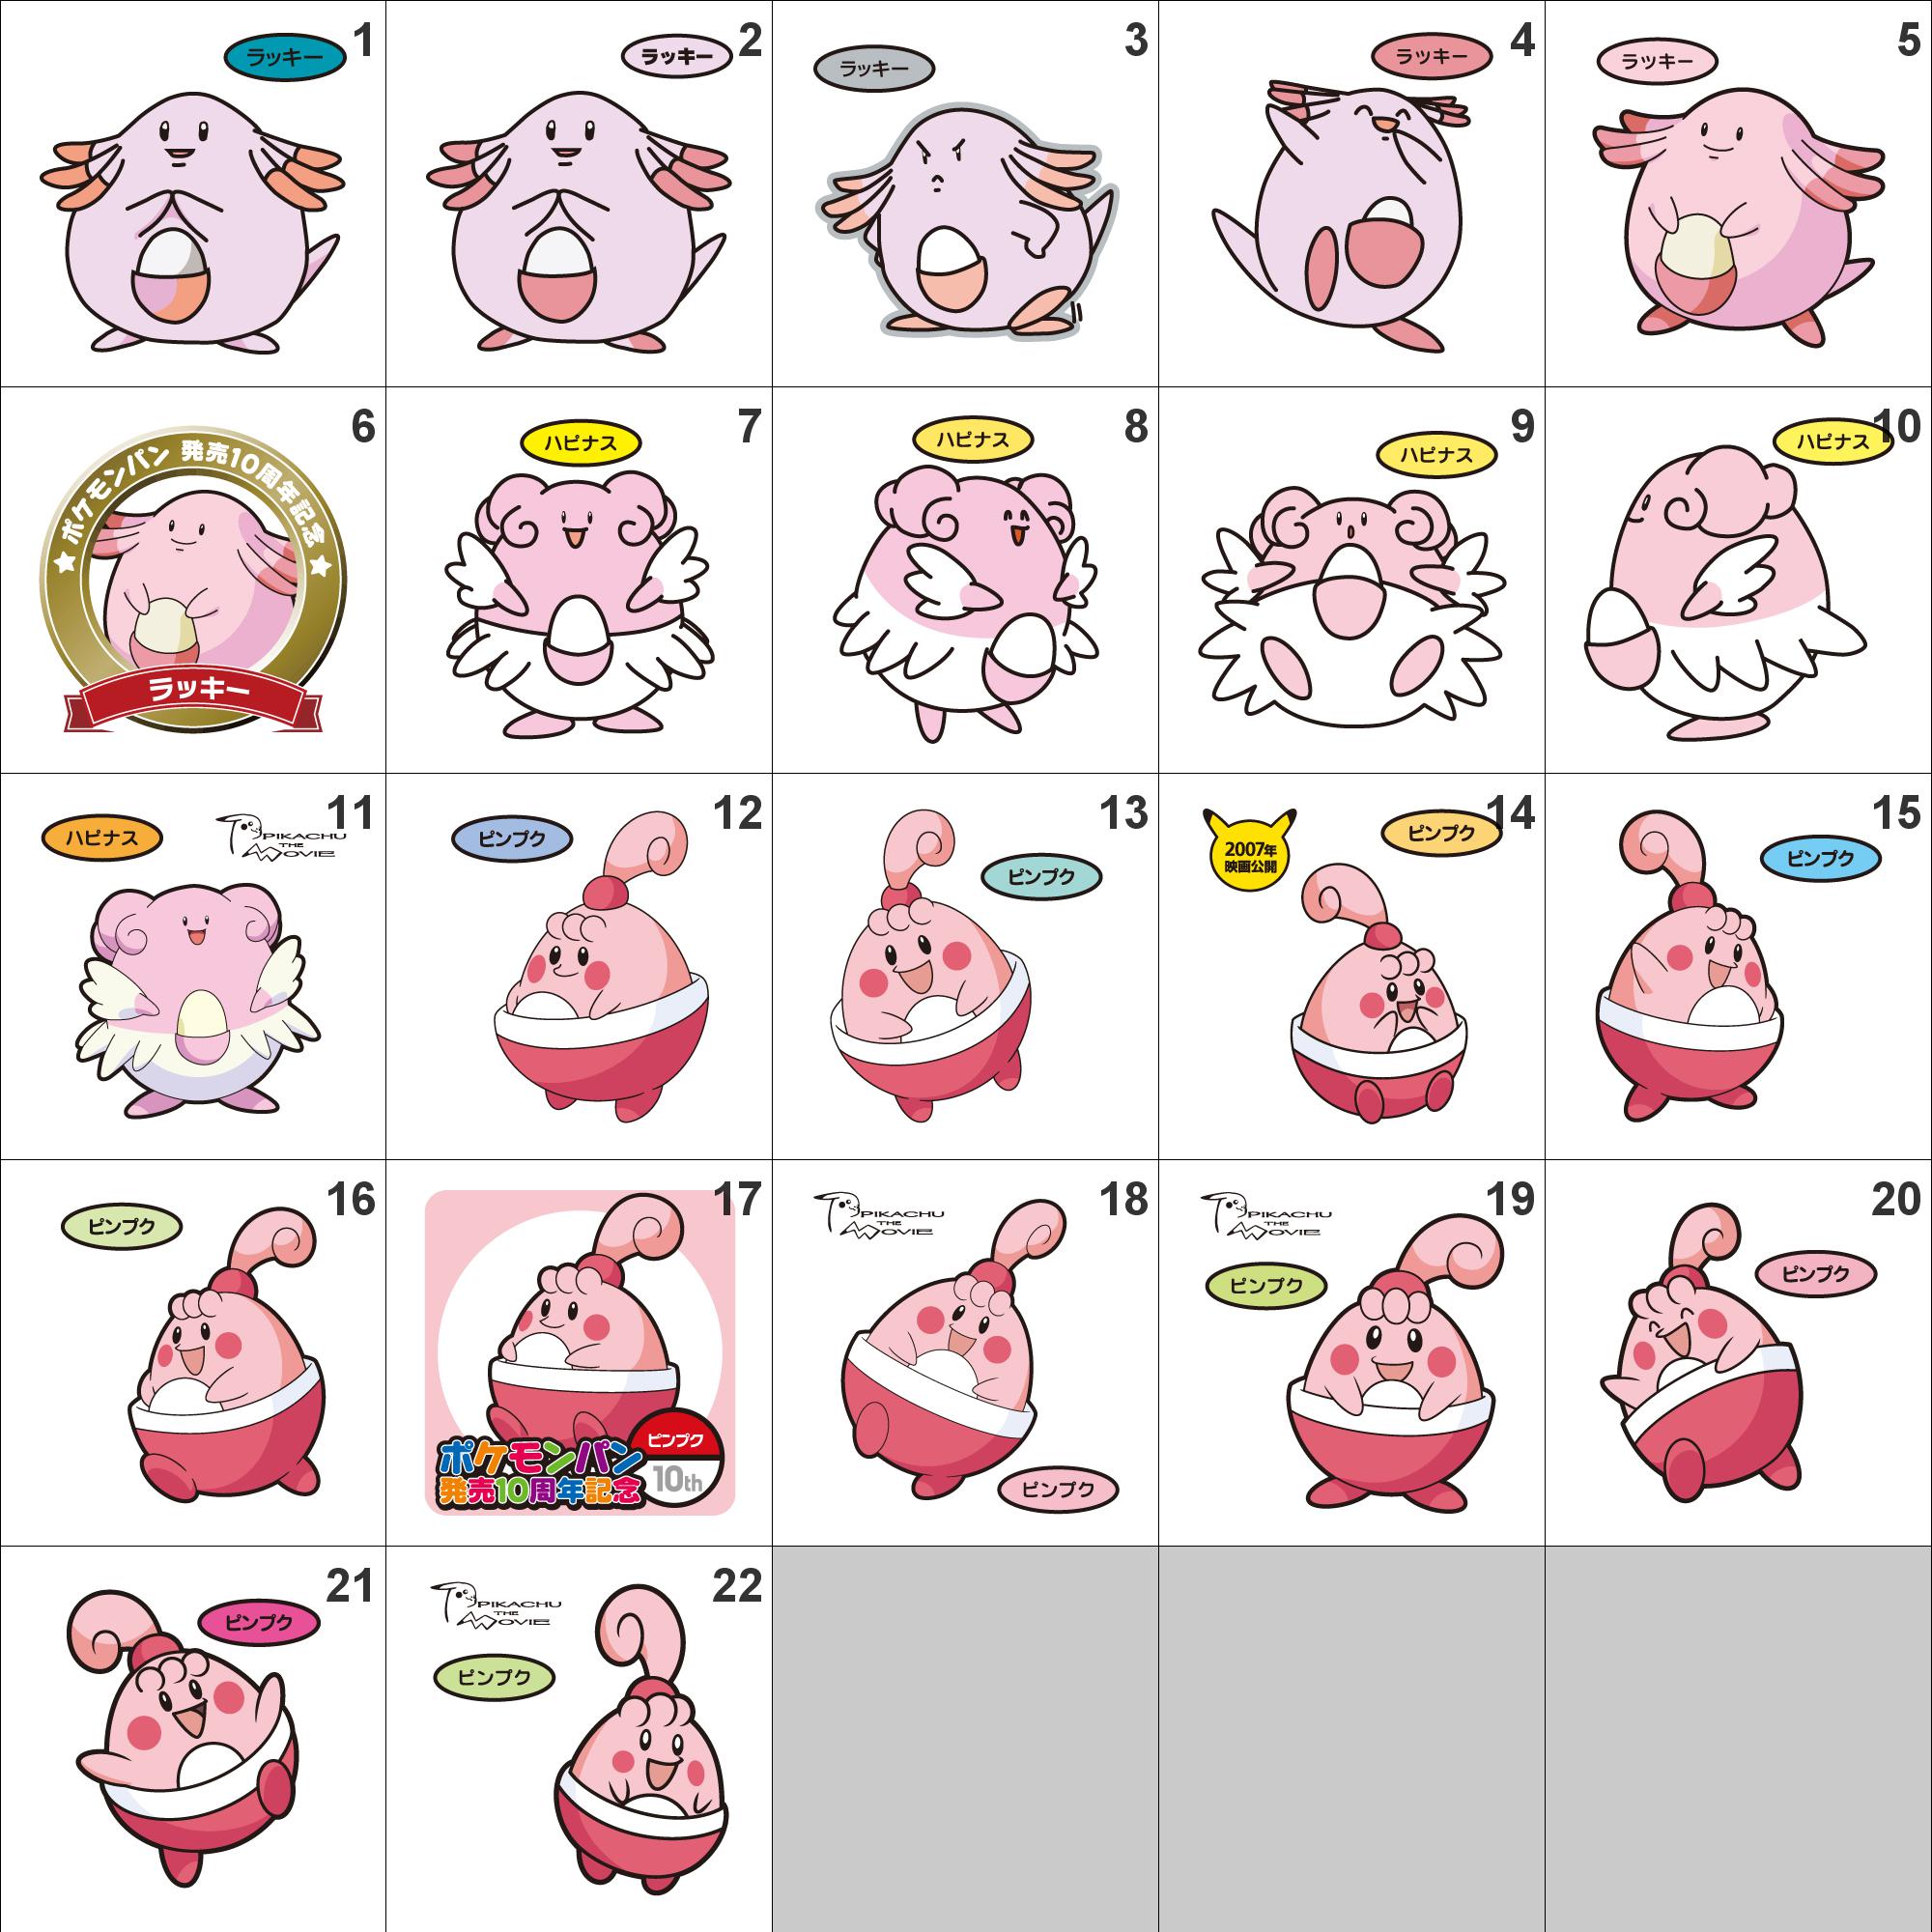 1
ラッキー
2
ラッキー
3
ラッキー
4
ラッキー
5
ラッキー
6
ポケモンパン 発売10周年記念
ラッキー
7
ハピナス
8
ハピナス
9
ハピナス
10
ハピナス
11
ハピナス
PIKACHU
THE
MOVIE
12
ピンプク
13
ピンプク
14
2007年
映画公開
ピンプク
15
ピンプク
16
ピンプク
17
ピンプク
ポケモンパン
発売10周年記念
10th
18
PIKACHU
THE
MOVIE
ピンプク
19
PIKACHU
THE
MOVIE
ピンプク
20
ピンプク
21
ピンプク
22
PIKACHU
THE
MOVIE
ピンプク